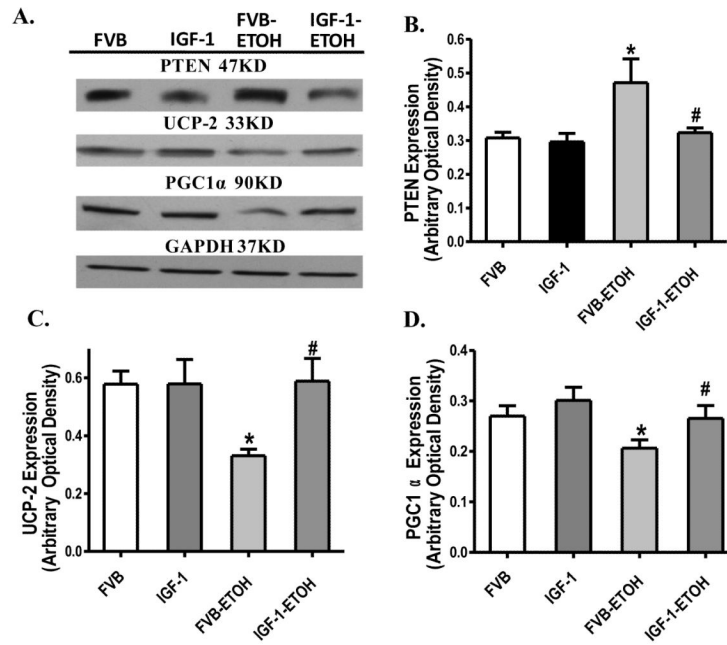 A.
FVB IGF-1 FVB-ETOH IGF-1-ETOH
PTEN 47KD
UCP-2 33KD
PGC1α 90KD
GAPDH 37KD
B.
PTEN Expression
(Arbitrary Optical Density)
0.6
0.5
0.4
0.3
0.2
0.1
0.0
*
#
FVB
IGF-1
FVB-ETOH
IGF-1-ETOH
C.
UCP-2 Expression
(Arbitrary Optical Density)
0.6
0.4
0.2
0.0
*
#
FVB
IGF-1
FVB-ETOH
IGF-1-ETOH
D.
PGC1 α Expression
(Arbitrary Optical Density)
0.4
0.3
0.2
0.1
0.0
*
#
FVB
IGF-1
FVB-ETOH
IGF-1-ETOH